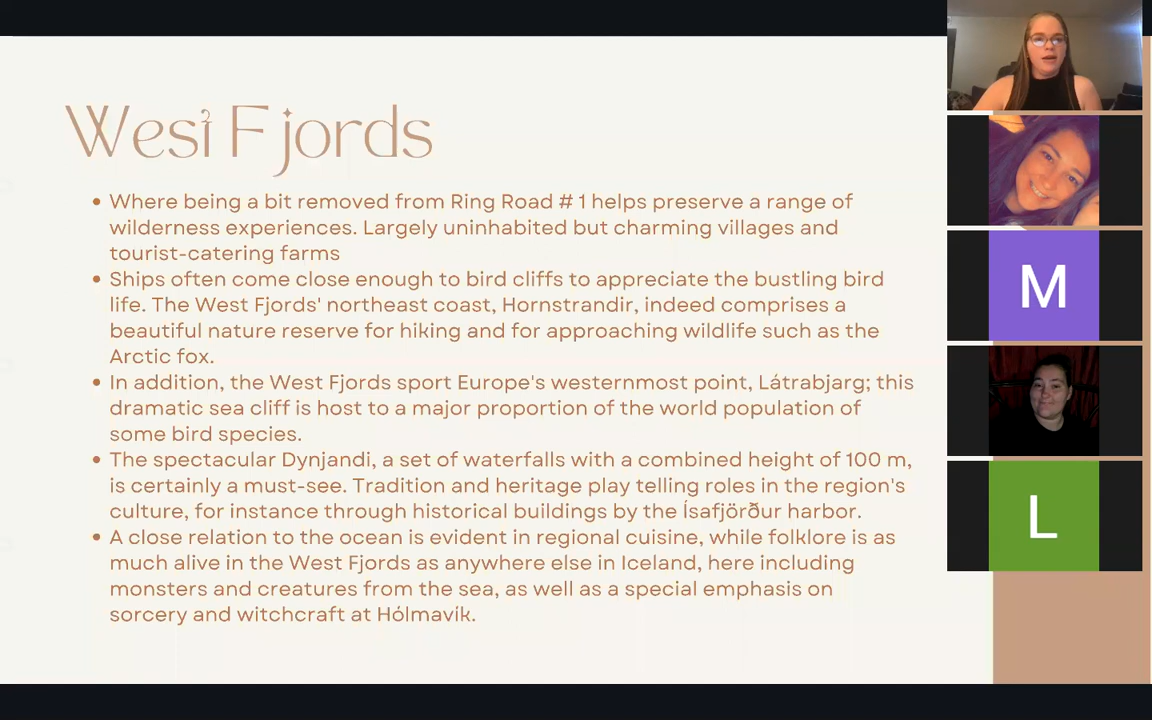 West Fjords
• Where being a bit removed from Ring Road # 1 helps preserve a range of
wilderness experiences. Largely uninhabited but charming villages and
tourist-catering farms
• Ships often come close enough to bird cliffs to appreciate the bustling bird
life. The West Fjords' northeast coast, Hornstrandir, indeed comprises a
beautiful nature reserve for hiking and for approaching wildlife such as the
Arctic fox.
• In addition, the West Fjords sport Europe's westernmost point, Látrabjarg; this
dramatic sea cliff is host to a major proportion of the world population of
some bird species.
• The spectacular Dynjandi, a set of waterfalls with a combined height of 100 m,
is certainly a must-see. Tradition and heritage play telling roles in the region's
culture, for instance through historical buildings by the Ísafjörður harbor.
• A close relation to the ocean is evident in regional cuisine, while folklore is as
much alive in the West Fjords as anywhere else in Iceland, here including
monsters and creatures from the sea, as well as a special emphasis on
sorcery and witchcraft at Hólmavík.
M
L